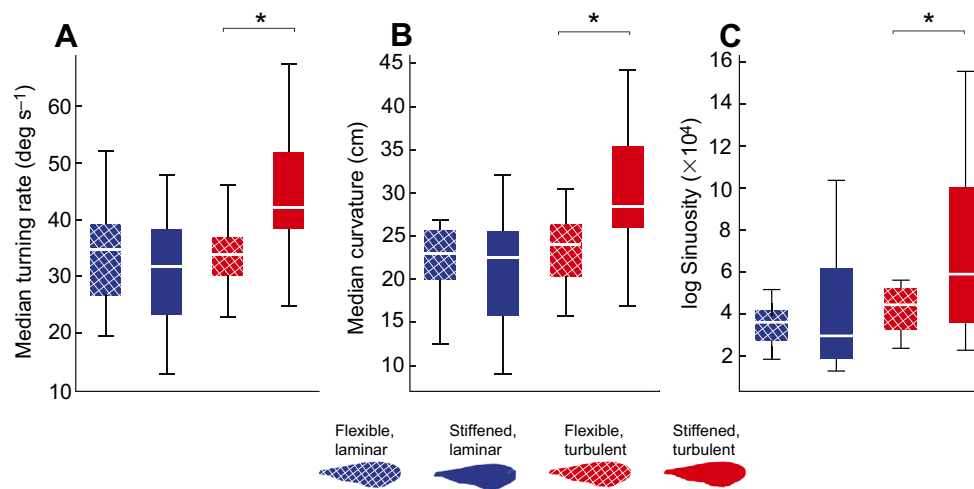 A
*
Median turning rate (deg s⁻¹)
60
50
40
30
20
10
B
*
Median curvature (cm)
45
40
35
30
25
20
15
10
C
*
log Sinuosity (×10⁴)
16
14
12
10
8
6
4
2
Flexible,
laminar
Stiffened,
laminar
Flexible,
turbulent
Stiffened,
turbulent